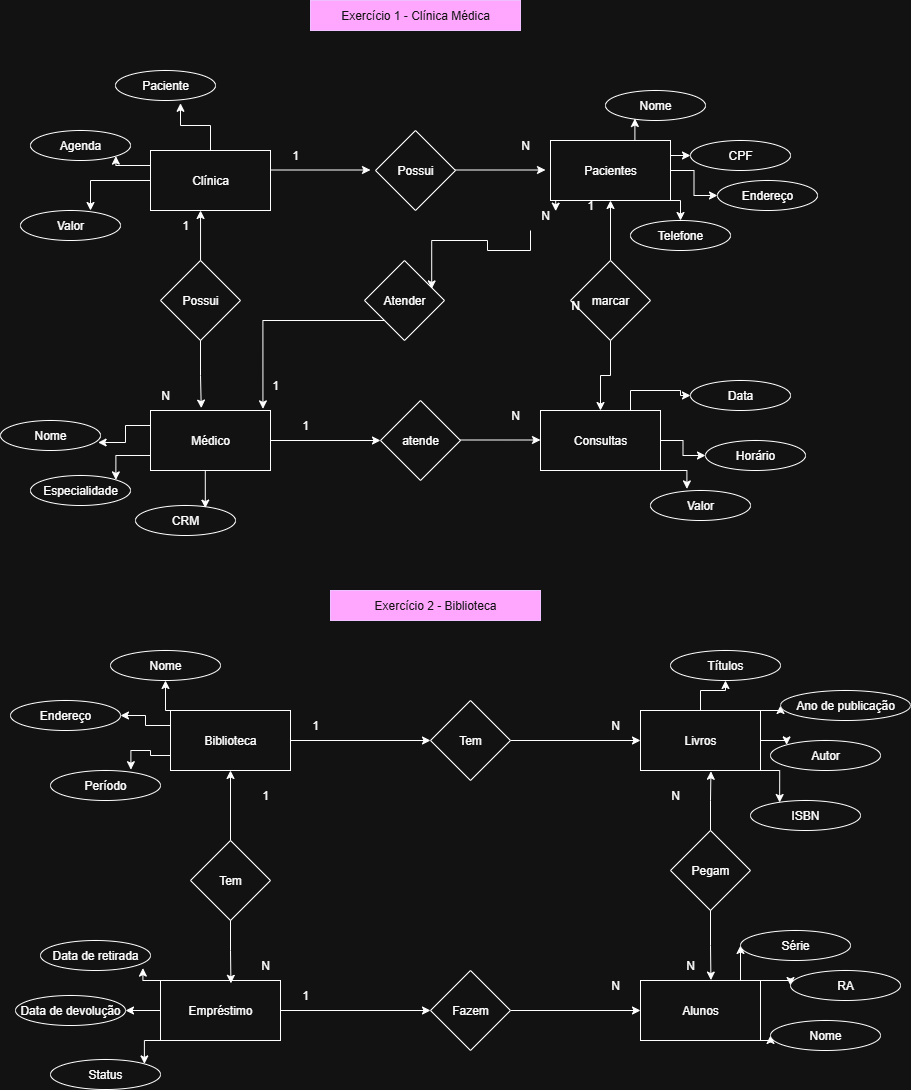 Exercício 1 - Clínica Médica
Paciente
Nome
Agenda
CPF
1
N
Clínica
Possui
Pacientes
Endereço
Valor
1
N
1
Telefone
Possui
Atender
N
marcar
1
N
Data
1
N
Nome
Médico
atende
Consultas
Horário
Especialidade
Valor
CRM
Exercício 2 - Biblioteca
Nome
Títulos
Endereço
Ano de publicação
1
N
Biblioteca
Tem
Livros
Autor
Período
1
N
ISBN
Tem
Pegam
Série
Data de retirada
N
N
RA
1
N
Data de devolução
Empréstimo
Fazem
Alunos
Nome
Status